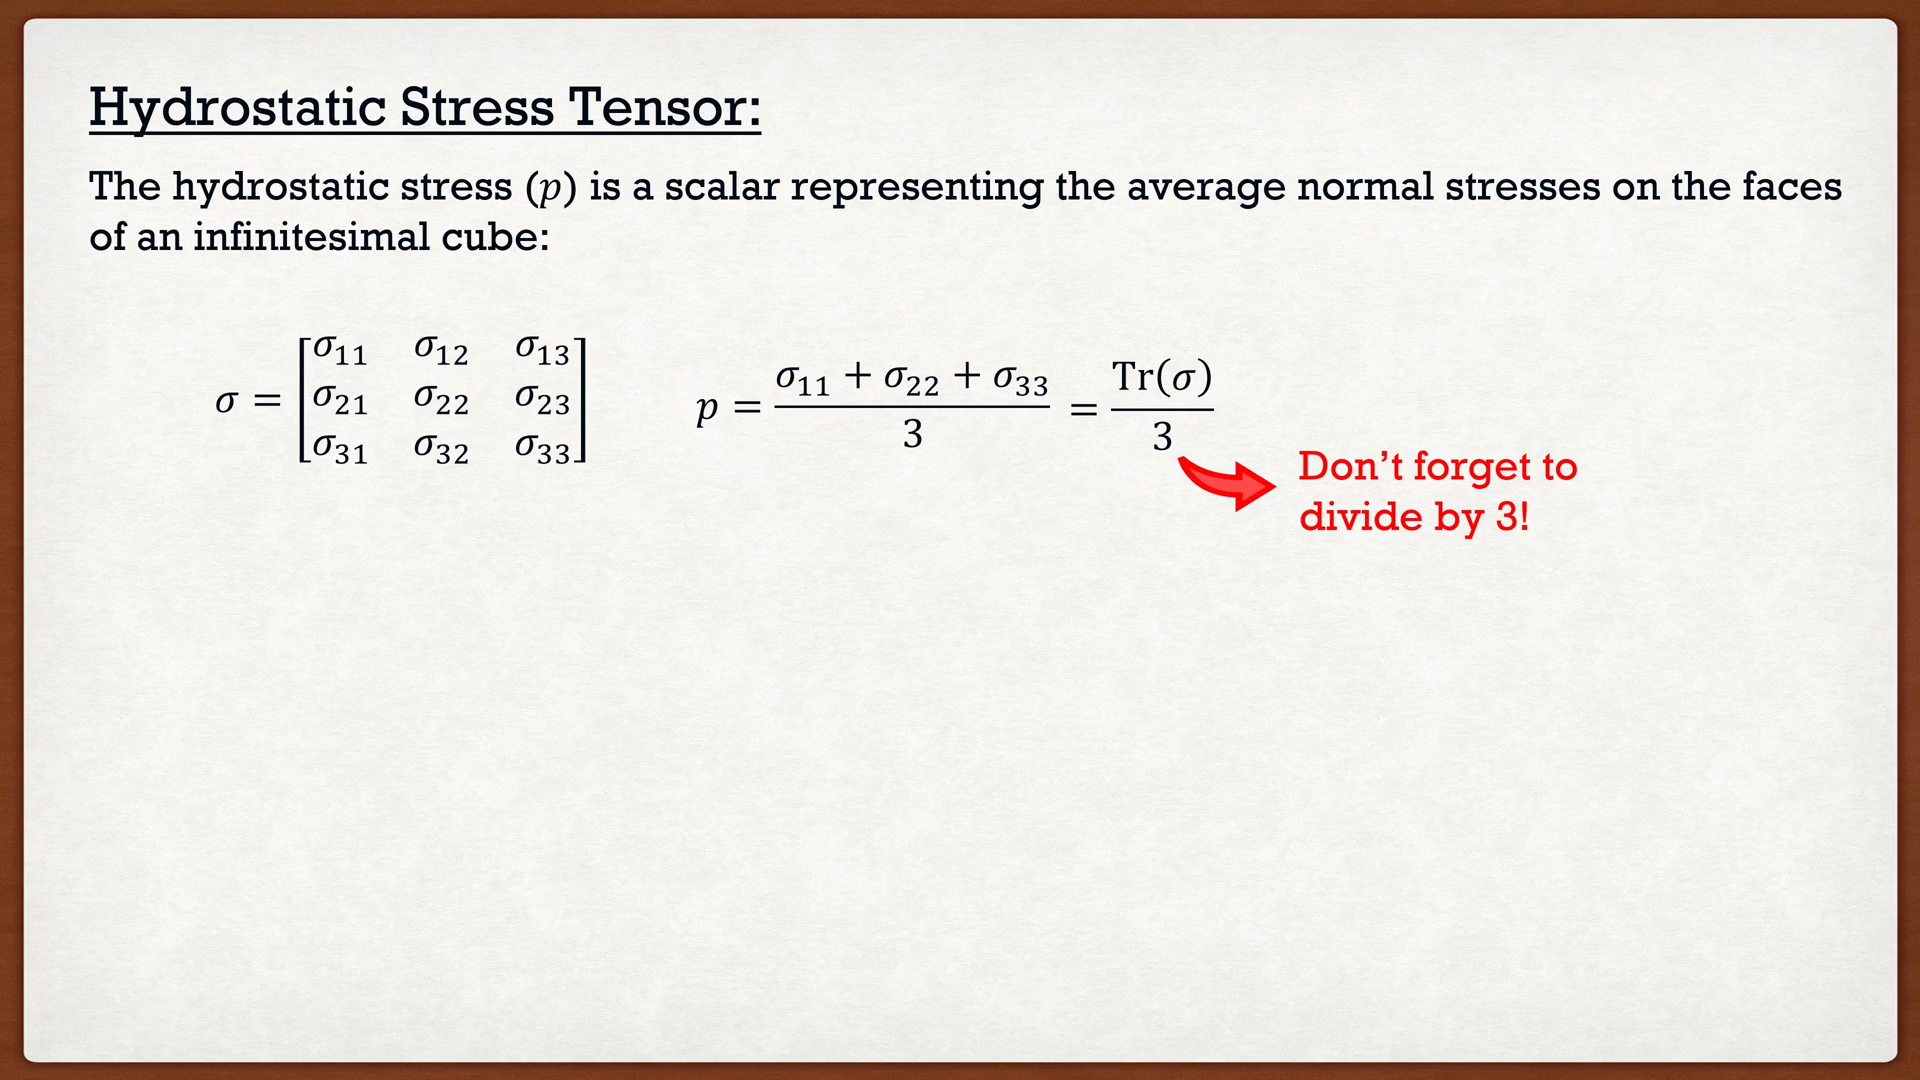 Hydrostatic Stress Tensor:
The hydrostatic stress (𝑝) is a scalar representing the average normal stresses on the faces
of an infinitesimal cube:
𝜎 = [𝜎₁₁ 𝜎₁₂ 𝜎₁₃
𝜎₂₁ 𝜎₂₂ 𝜎₂₃
𝜎₃₁ 𝜎₃₂ 𝜎₃₃]
𝑝 = (𝜎₁₁ + 𝜎₂₂ + 𝜎₃₃)/3 = Tr(𝜎)/3
Don’t forget to
divide by 3!